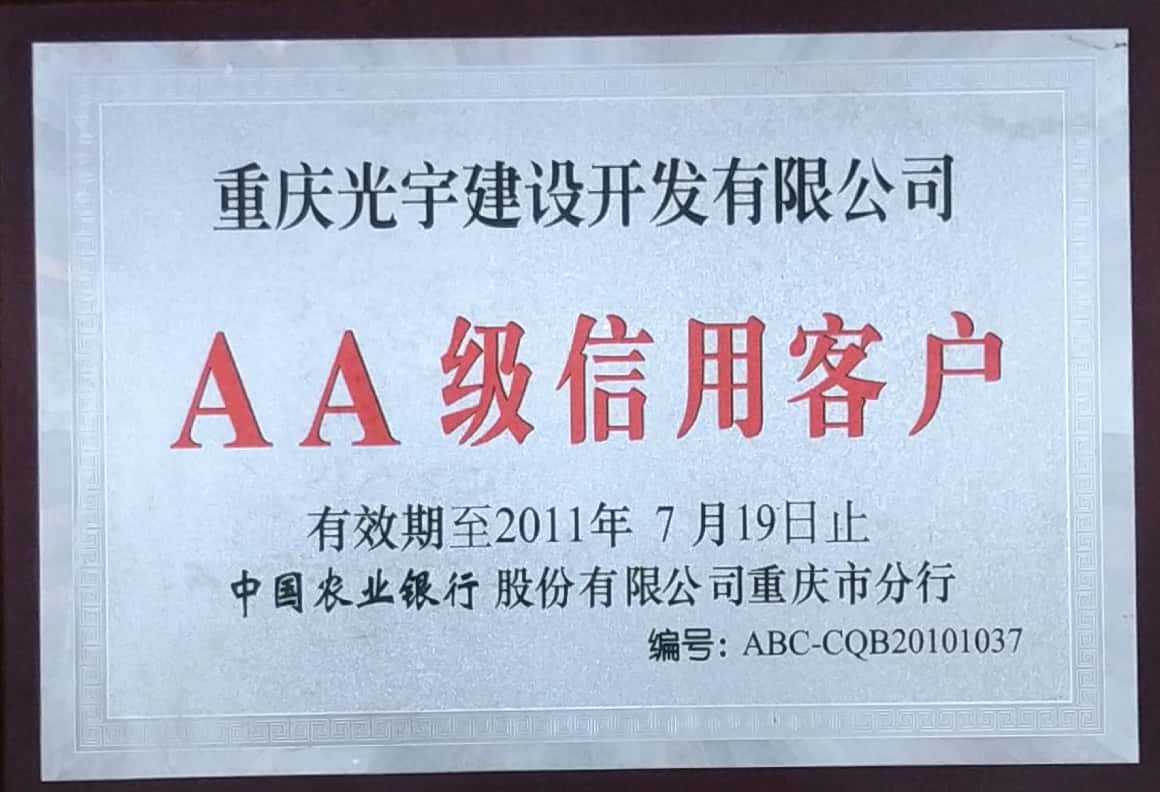 重庆光宇建设开发有限公司
AA级信用客户
有效期至2011年 7 月19日止
中国农业银行 股份有限公司重庆市分行
编号：ABC-CQB20101037